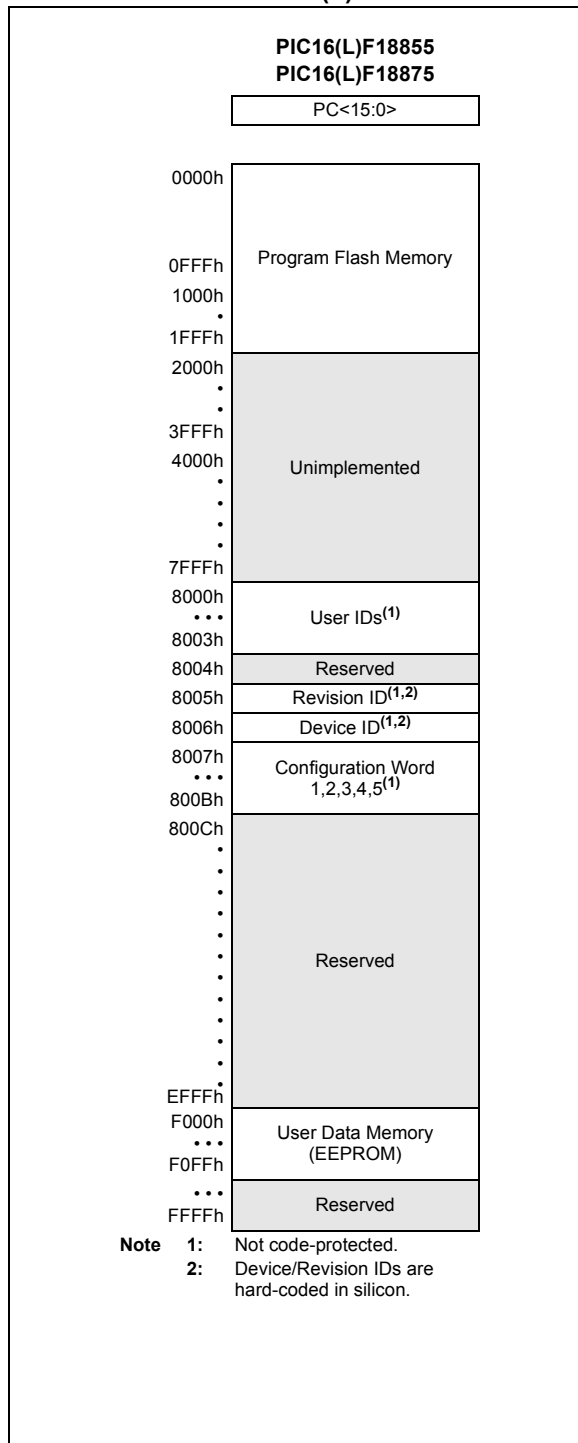 PIC16(L)F18855
PIC16(L)F18875
PC<15:0>
0000h
0FFFh
Program Flash Memory
1000h
•
1FFFh
2000h
•
•
3FFFh
4000h
Unimplemented
•
•
•
•
7FFFh
8000h
• • •
User IDs(1)
8003h
8004h Reserved
8005h Revision ID(1,2)
8006h Device ID(1,2)
8007h
• • •
Configuration Word
1,2,3,4,5(1)
800Bh
800Ch
•
•
•
•
•
•
Reserved
•
•
•
•
•
•
EFFFh
F000h
• • •
User Data Memory
(EEPROM)
F0FFh
• • •
Reserved
FFFFh
Note 1: Not code-protected.
2: Device/Revision IDs are
hard-coded in silicon.